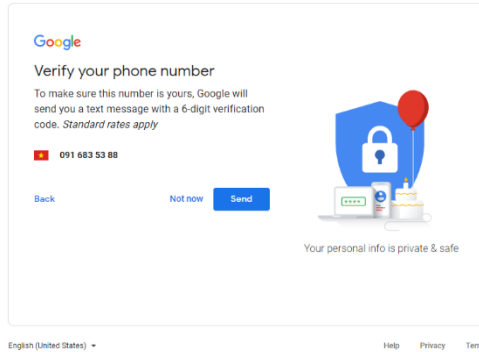 Google
Verify your phone number
To make sure this number is yours, Google will
send you a text message with a 6-digit verification
code. Standard rates apply
091 683 53 88
Back
Not now
Send
Your personal info is private & safe
English (United States)
Help
Privacy